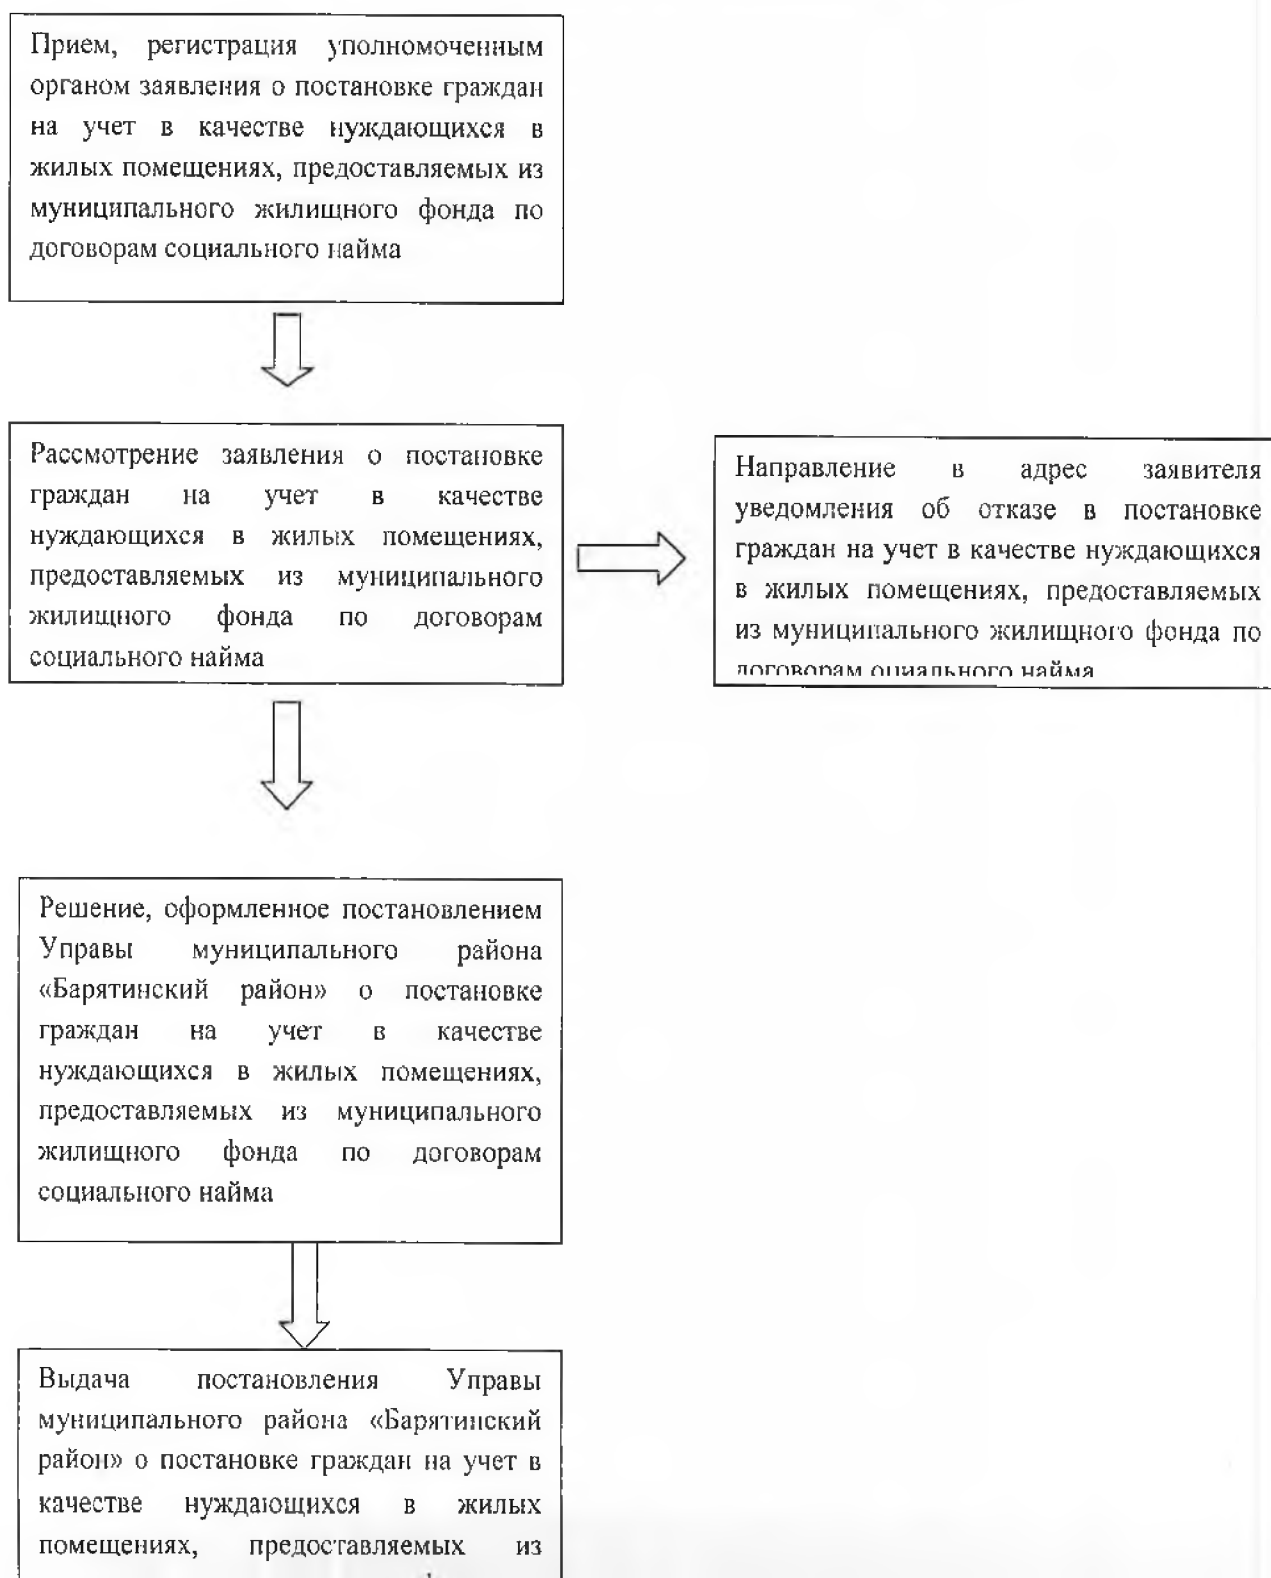 Прием, регистрация уполномоченным
органом заявления о постановке граждан
на учет в качестве нуждающихся в
жилых помещениях, предоставляемых из
муниципального жилищного фонда по
договорам социального найма
Рассмотрение заявления о постановке
граждан на учет в качестве
нуждающихся в жилых помещениях,
предоставляемых из муниципального
жилищного фонда по договорам
социального найма
Направление в адрес заявителя
уведомления об отказе в постановке
граждан на учет в качестве нуждающихся
в жилых помещениях, предоставляемых
из муниципального жилищного фонда по
договорам оциального найма
Решение, оформленное постановлением
Управы муниципального района
«Барятинский район» о постановке
граждан на учет в качестве
нуждающихся в жилых помещениях,
предоставляемых из муниципального
жилищного фонда по договорам
социального найма
Выдача постановления Управы
муниципального района «Барятинский
район» о постановке граждан на учет в
качестве нуждающихся в жилых
помещениях, предоставляемых из